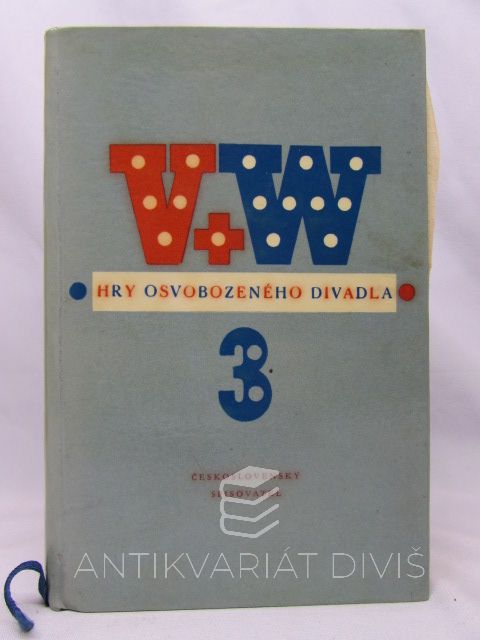 V+W
HRY OSVOBOZENÉHO DIVADLA
3
ČESKOSLOVENSKÝ
SPISOVATEL
ANTIKVARIÁT DIVIŠ